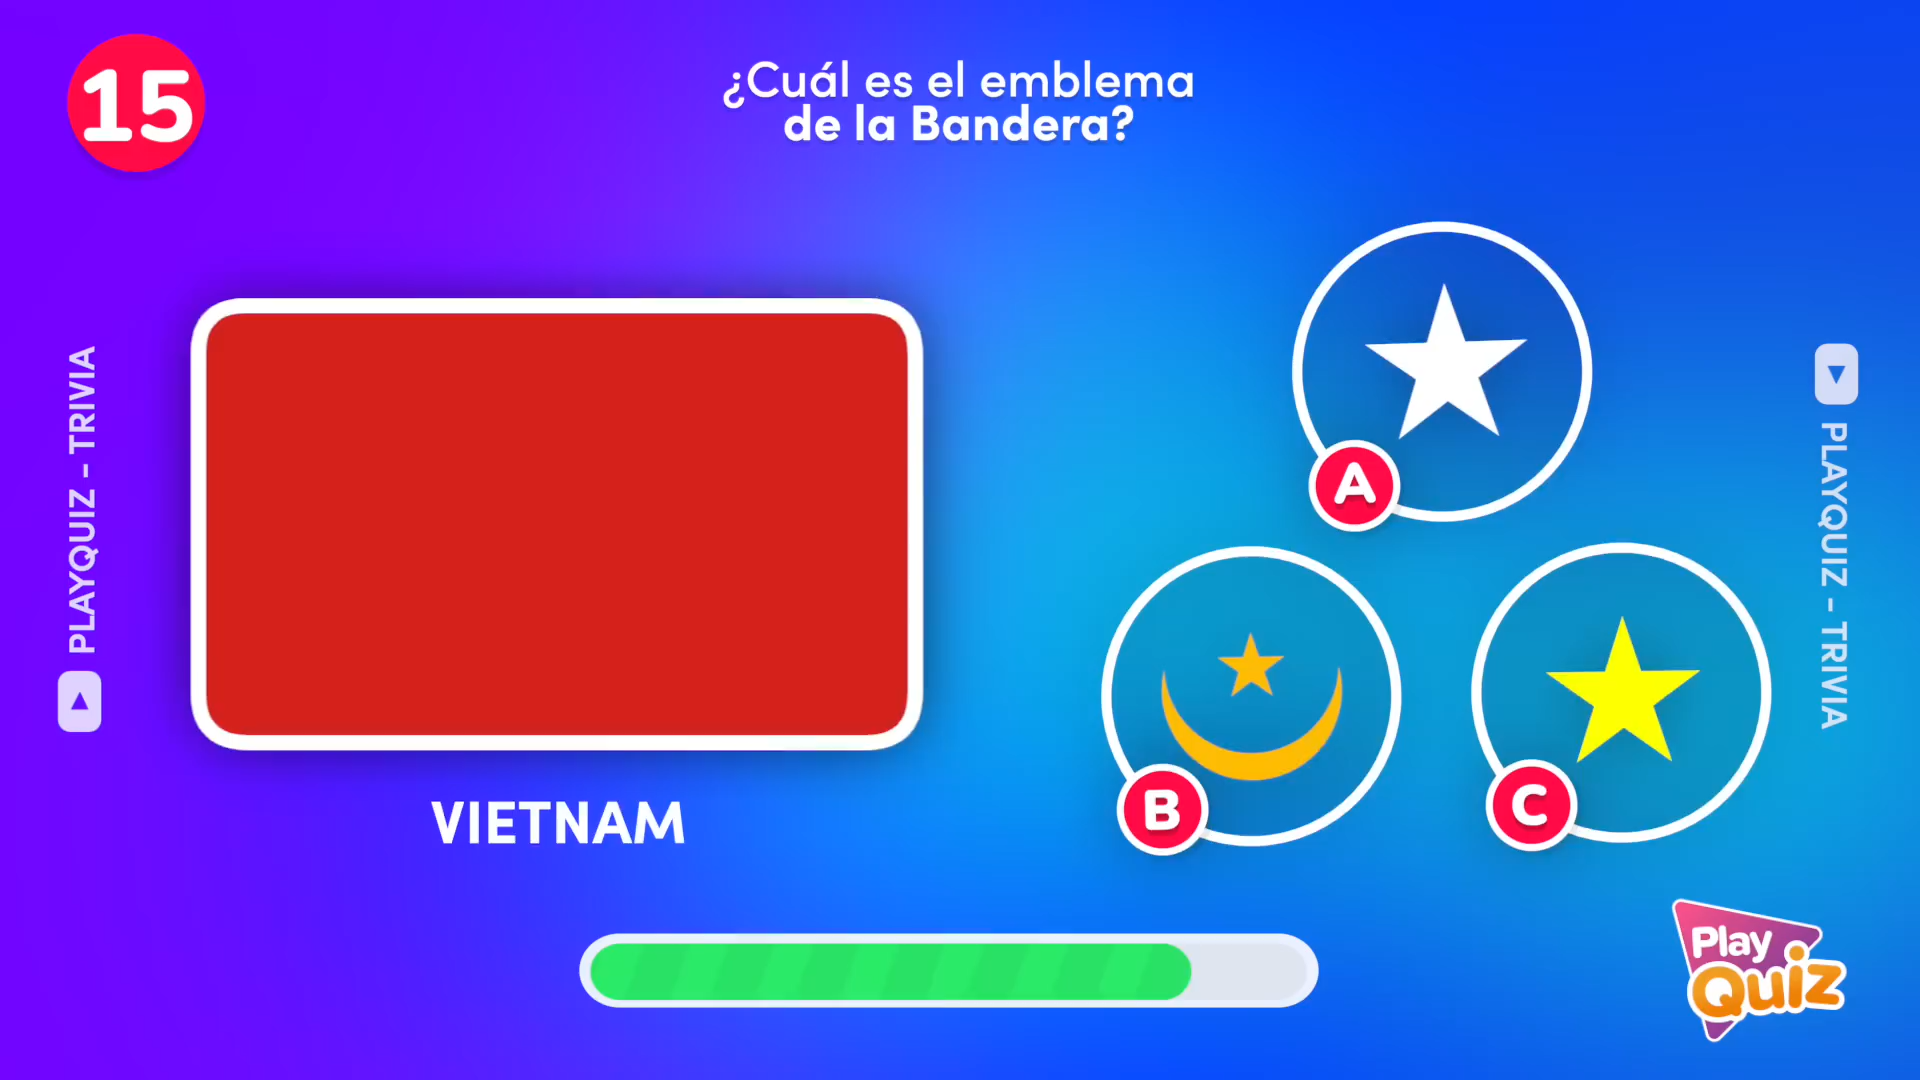 15
¿Cuál es el emblema
de la Bandera?
PLAYQUIZ - TRIVIA
VIETNAM
A
B
C
PLAYQUIZ - TRIVIA
Play
Quiz